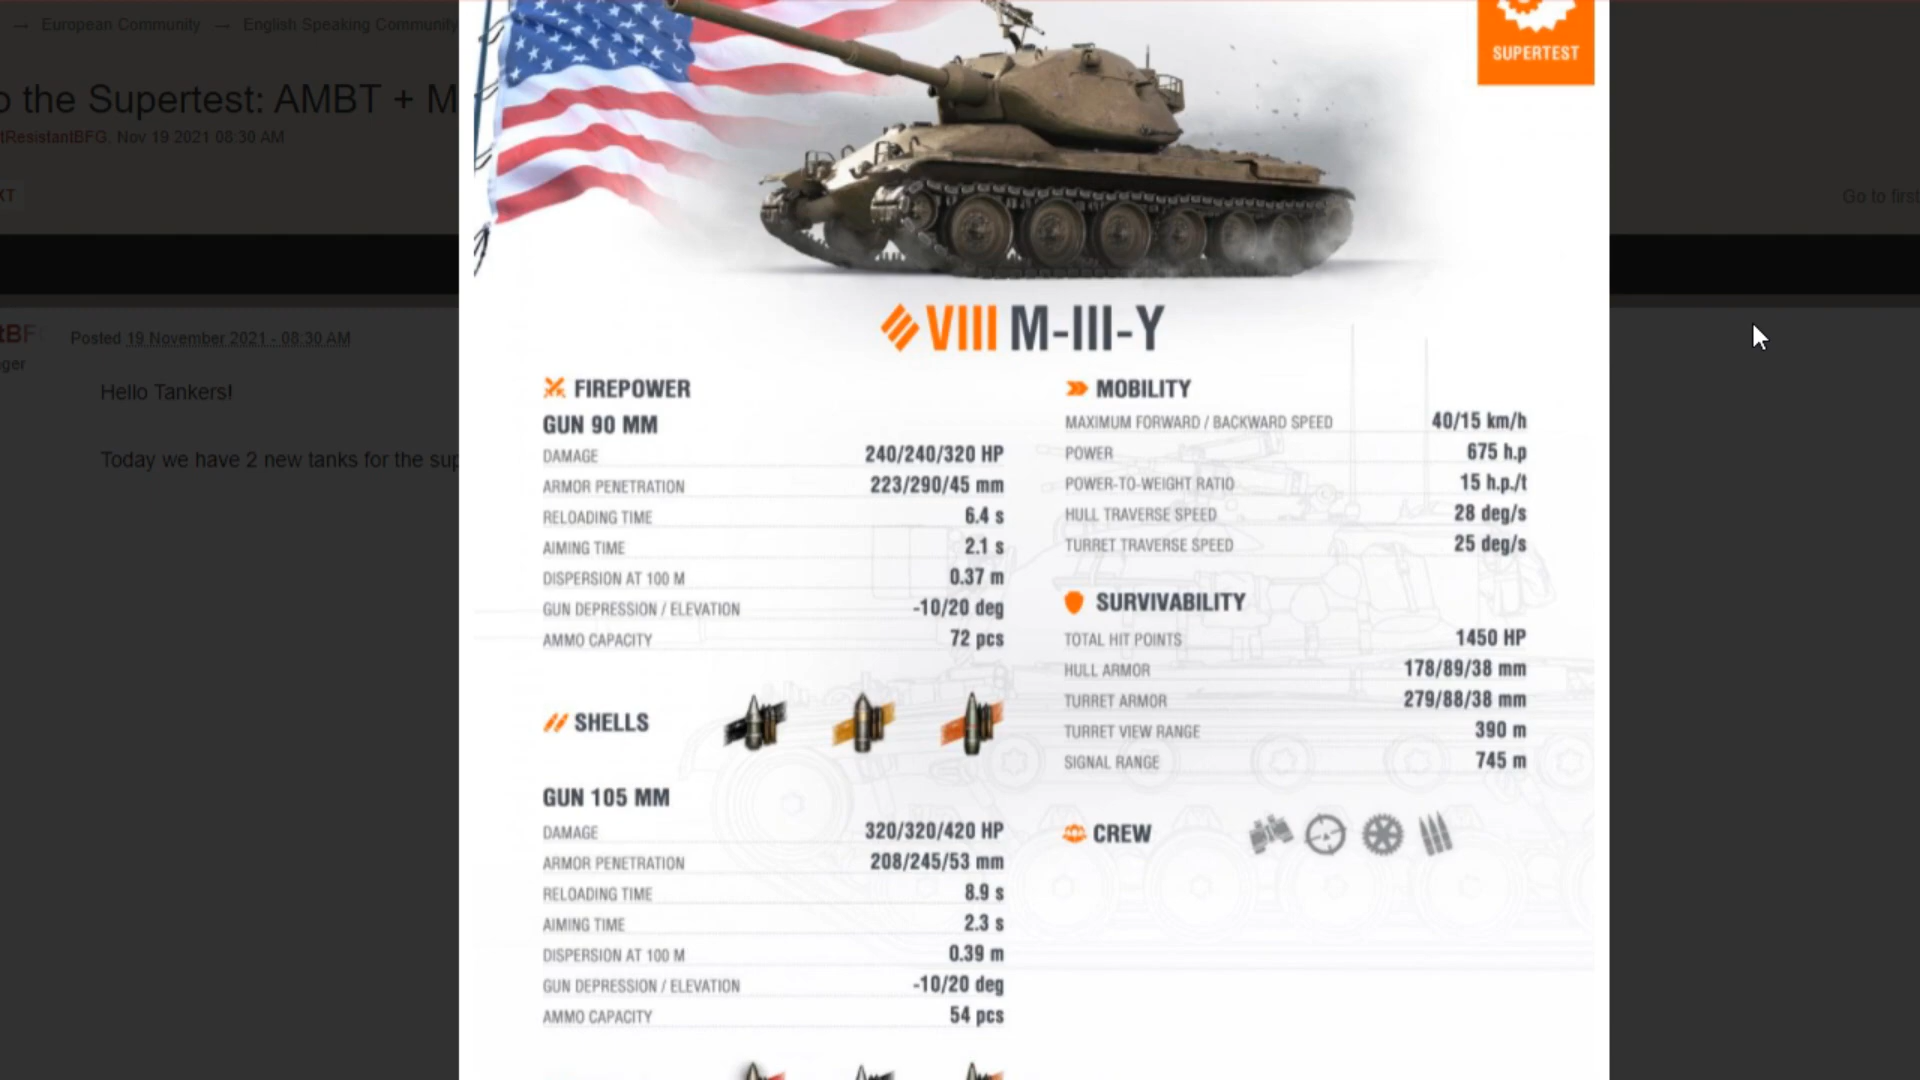 → European Community → English Speaking Community
SUPERTEST
o the Supertest: AMBT + M
tResistantBFG, Nov 19 2021 08:30 AM
XT
Go to first
tBF
Posted 19 November 2021 - 08:30 AM
ger
Hello Tankers!
Today we have 2 new tanks for the sup
VIII M-III-Y
FIREPOWER
GUN 90 MM
DAMAGE 240/240/320 HP
ARMOR PENETRATION 223/290/45 mm
RELOADING TIME 6.4 s
AIMING TIME 2.1 s
DISPERSION AT 100 M 0.37 m
GUN DEPRESSION / ELEVATION -10/20 deg
AMMO CAPACITY 72 pcs
SHELLS
GUN 105 MM
DAMAGE 320/320/420 HP
ARMOR PENETRATION 208/245/53 mm
RELOADING TIME 8.9 s
AIMING TIME 2.3 s
DISPERSION AT 100 M 0.39 m
GUN DEPRESSION / ELEVATION -10/20 deg
AMMO CAPACITY 54 pcs
MOBILITY
MAXIMUM FORWARD / BACKWARD SPEED 40/15 km/h
POWER 675 h.p
POWER-TO-WEIGHT RATIO 15 h.p./t
HULL TRAVERSE SPEED 28 deg/s
TURRET TRAVERSE SPEED 25 deg/s
SURVIVABILITY
TOTAL HIT POINTS 1450 HP
HULL ARMOR 178/89/38 mm
TURRET ARMOR 279/88/38 mm
TURRET VIEW RANGE 390 m
SIGNAL RANGE 745 m
CREW